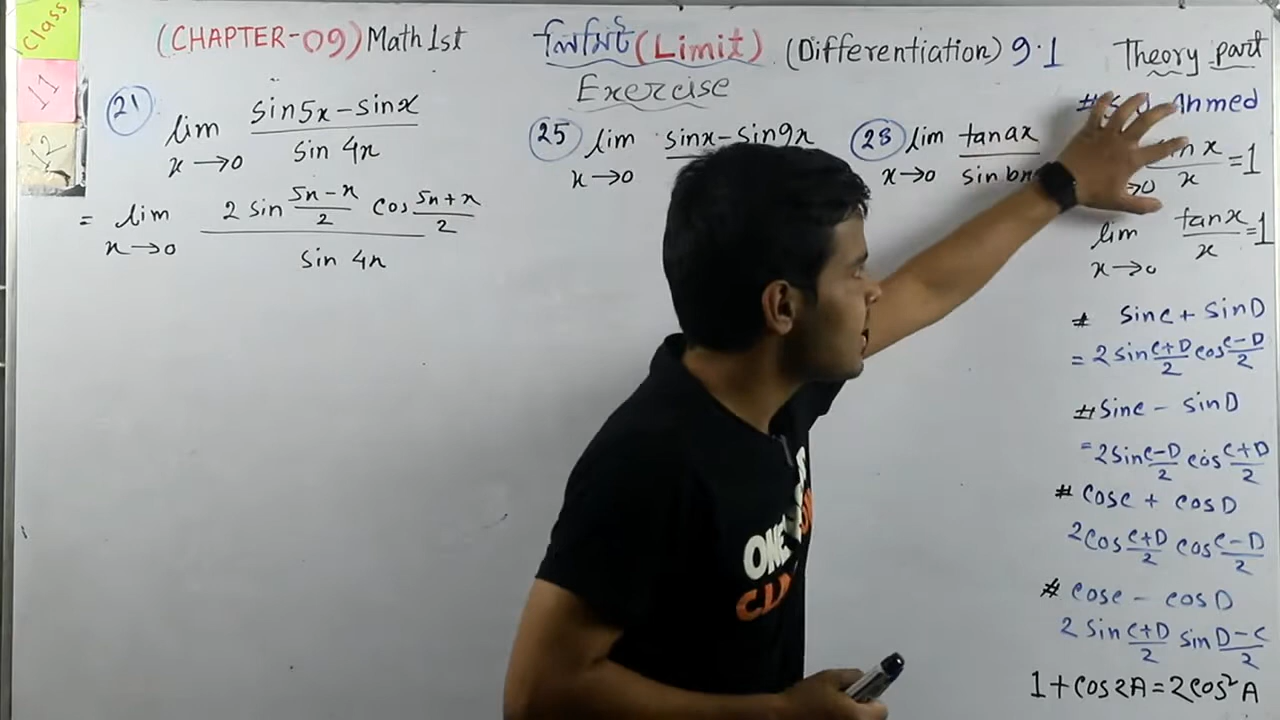 Class
11
12
(CHAPTER-09) Math 1st লিমিট (Limit) (Differentiation) 9.1 Theory part
Exercise
Ahmed
21 lim x→0 (sin5x - sinx)/(sin 4x)
= lim x→0 (2 sin (5x-x)/2 cos (5x+x)/2)/(sin 4x)
25 lim x→0 sinx - sin9x
28 lim x→0 tanax/sinbx
x/x =1
lim x→0 tanx/x =1
# sinC + sinD
= 2 sin (C+D)/2 cos (C-D)/2
# sinC - sinD
= 2 sin (C-D)/2 cos (C+D)/2
# cosC + cosD
2 cos (C+D)/2 cos (C-D)/2
# cosC - cosD
2 sin (C+D)/2 sin (D-C)/2
1+cos2A=2cos²A
ONE